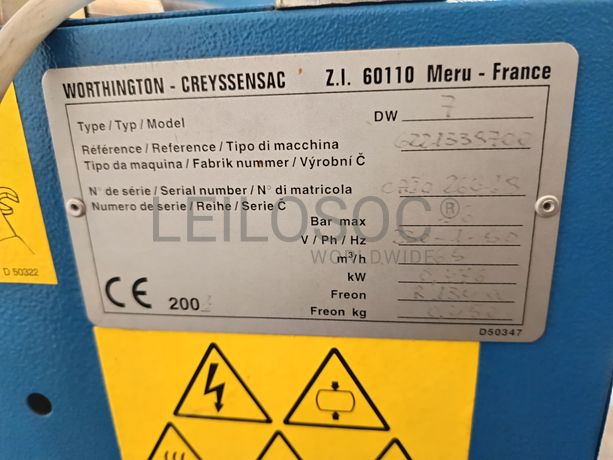 WORTHINGTON - CREYSSENSAC Z.I. 60110 Meru - France
Type / Typ / Model DW 7
Référence / Reference / Tipo di macchina
Tipo da maquina / Fabrik nummer / Výrobní Č
N° de série / Serial number / N° di matricola
Numero de serie / Reihe / Serie Č
LEILOSOC®
WORLDWIDE
Bar max
V / Ph / Hz
m³/h
kW
Freon
Freon kg
CE 200
D50347
D 50322